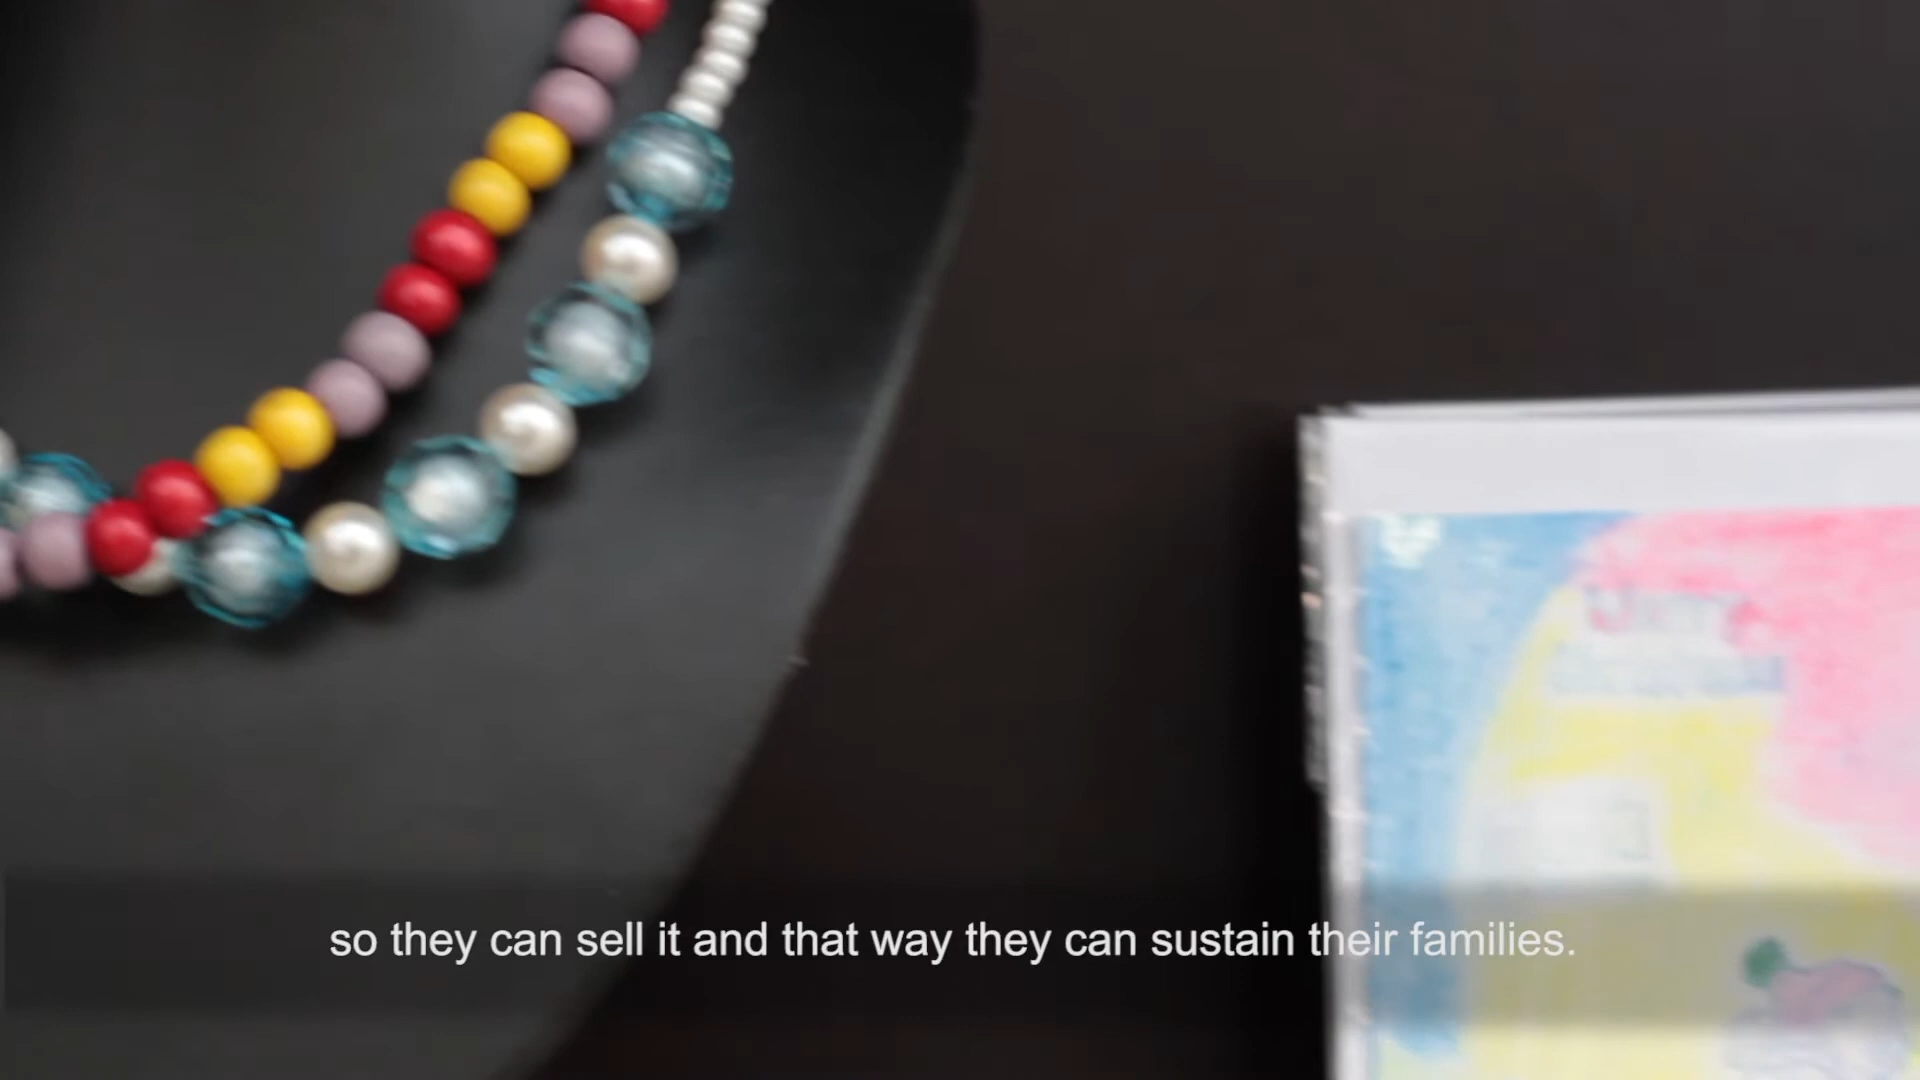 so they can sell it and that way they can sustain their families.